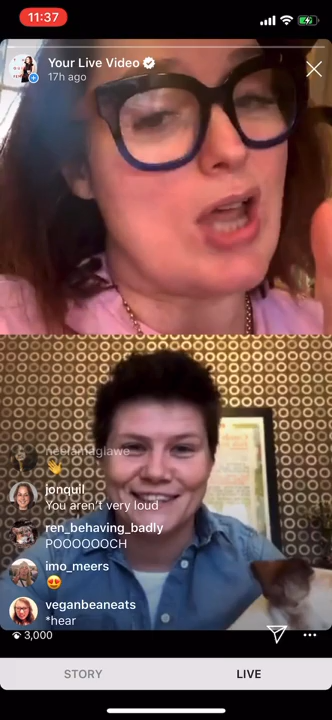 11:37
Your Live Video
17h ago
neelamaglawe
jonquil
You aren't very loud
ren_behaving_badly
POOOOOOCH
imo_meers
veganbeaneats
*hear
3,000
STORY
LIVE